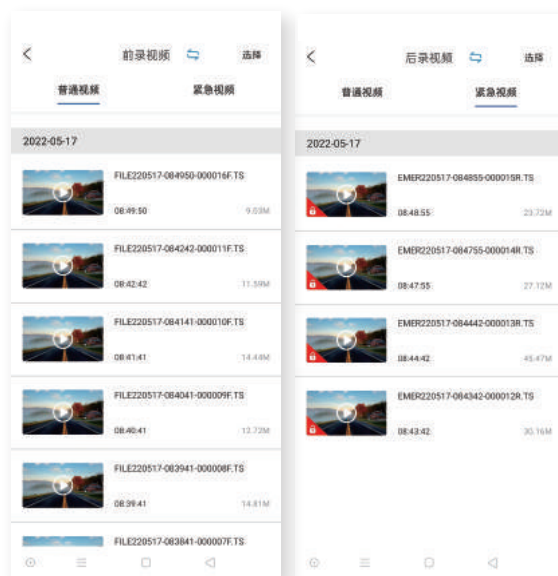 前录视频
选择
普通视频
紧急视频
2022-05-17
FILE220517-084950-000016F.TS
08:49:50
9.03M
FILE220517-084242-000011F.TS
08:42:42
11.59M
FILE220517-084141-000010F.TS
08:41:41
14.44M
FILE220517-084041-000009F.TS
08:40:41
12.72M
FILE220517-083941-000008F.TS
08:39:41
14.81M
FILE220517-083841-000007F.TS
后录视频
选择
普通视频
紧急视频
2022-05-17
EMER220517-084855-000015R.TS
08:48:55
23.72M
EMER220517-084755-000014R.TS
08:47:55
27.12M
EMER220517-084442-000013R.TS
08:44:42
45.47M
EMER220517-084342-000012R.TS
08:43:42
30.16M